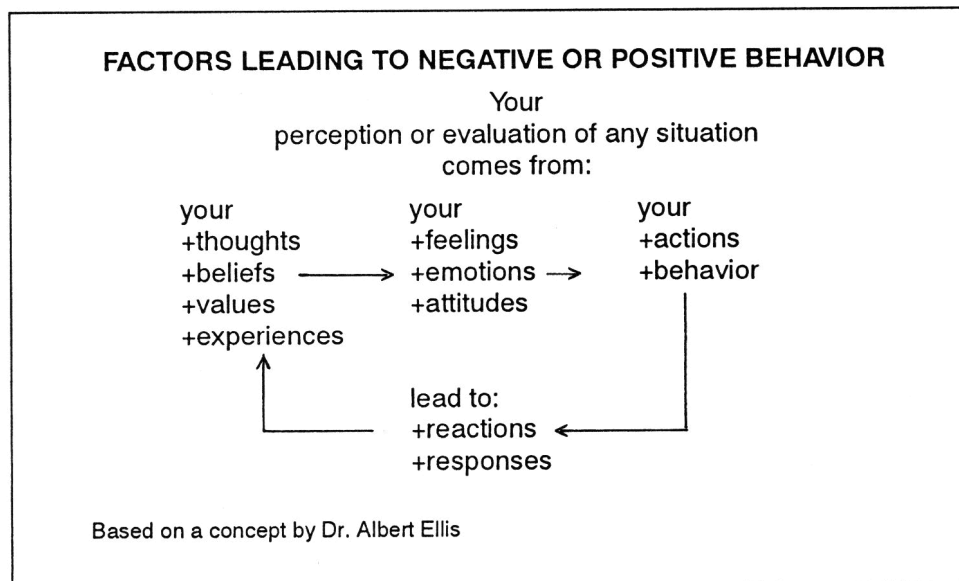 FACTORS LEADING TO NEGATIVE OR POSITIVE BEHAVIOR
Your
perception or evaluation of any situation
comes from:
your
+thoughts
+beliefs
+values
+experiences
your
+feelings
+emotions
+attitudes
your
+actions
+behavior
lead to:
+reactions
+responses
Based on a concept by Dr. Albert Ellis